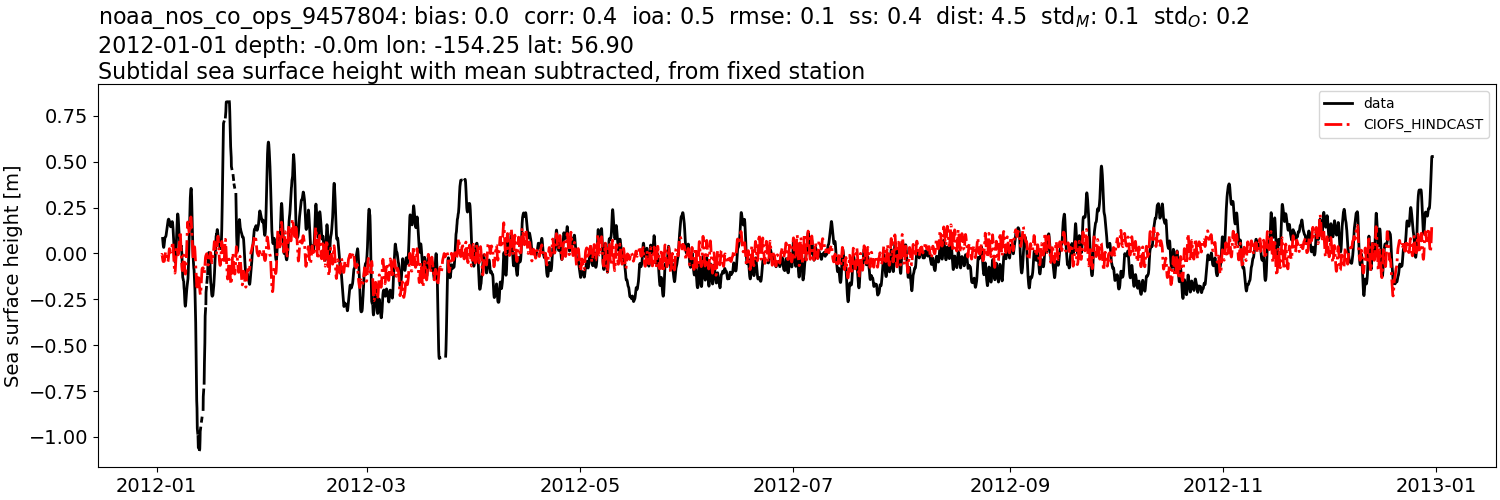 noaa_nos_co_ops_9457804: bias: 0.0 corr: 0.4 ioa: 0.5 rmse: 0.1 ss: 0.4 dist: 4.5 std_M: 0.1 std_O: 0.2
2012-01-01 depth: -0.0m lon: -154.25 lat: 56.90
Subtidal sea surface height with mean subtracted, from fixed station
data
CIOFS_HINDCAST
Sea surface height [m]
0.75
0.50
0.25
0.00
−0.25
−0.50
−0.75
−1.00
2012-01 2012-03 2012-05 2012-07 2012-09 2012-11 2013-01